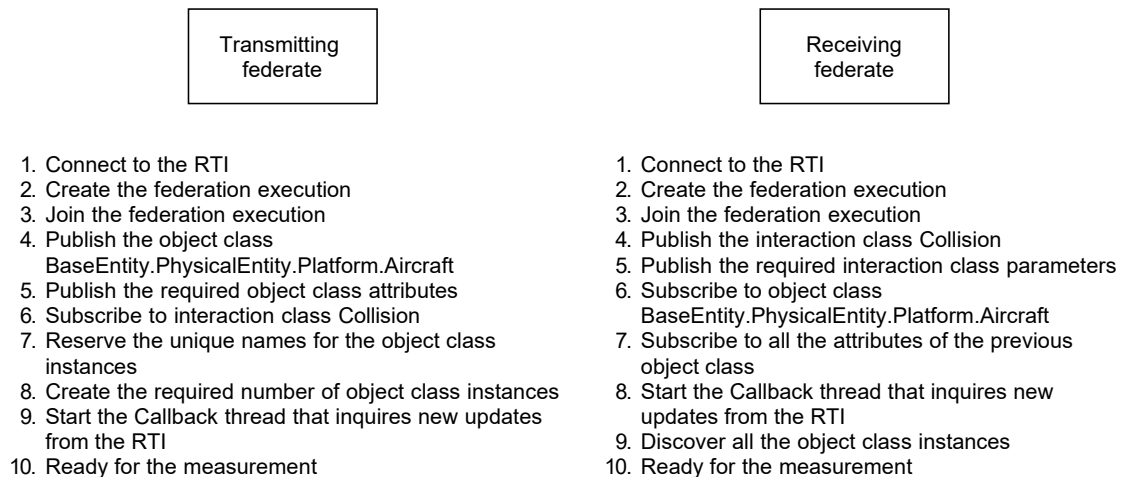 Transmitting
federate
1. Connect to the RTI
2. Create the federation execution
3. Join the federation execution
4. Publish the object class
BaseEntity.PhysicalEntity.Platform.Aircraft
5. Publish the required object class attributes
6. Subscribe to interaction class Collision
7. Reserve the unique names for the object class
instances
8. Create the required number of object class instances
9. Start the Callback thread that inquires new updates
from the RTI
10. Ready for the measurement
Receiving
federate
1. Connect to the RTI
2. Create the federation execution
3. Join the federation execution
4. Publish the interaction class Collision
5. Publish the required interaction class parameters
6. Subscribe to object class
BaseEntity.PhysicalEntity.Platform.Aircraft
7. Subscribe to all the attributes of the previous
object class
8. Start the Callback thread that inquires new
updates from the RTI
9. Discover all the object class instances
10. Ready for the measurement